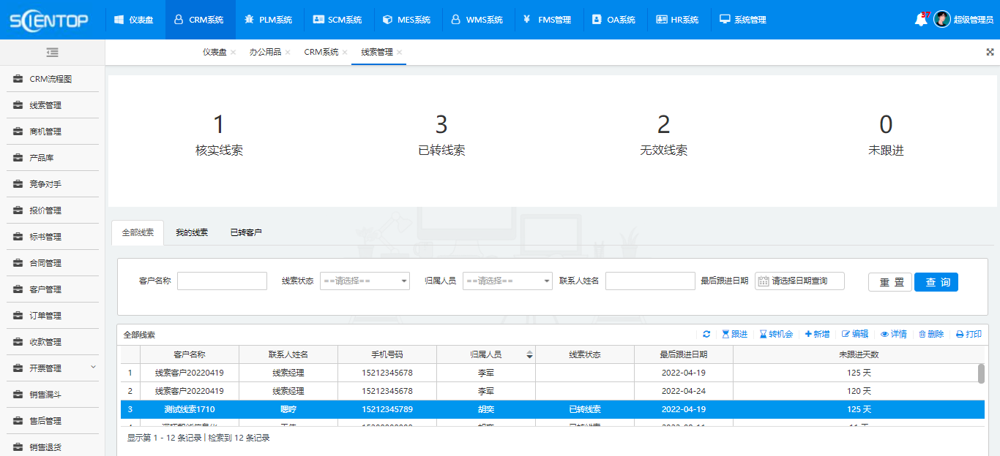 SCIENTOP 仪表盘 CRM系统 PLM系统 SCM系统 MES系统 WMS系统 ¥ FMS管理 OA系统 HR系统 系统管理 37 超级管理员
仪表盘 × 办公用品 × CRM系统 × 线索管理 ×
CRM流程图
线索管理
商机管理
产品库
竞争对手
报价管理
标书管理
合同管理
客户管理
订单管理
收款管理
开票管理
销售漏斗
售后管理
销售退货
1 3 2 0
核实线索 已转线索 无效线索 未跟进
全部线索 我的线索 已转客户
客户名称 线索状态 ==请选择== 归属人员 ==请选择== 联系人姓名 最后跟进日期 请选择日期查询 重 置 查 询
全部线索 跟进 转机会 新增 编辑 详情 删除 打印
客户名称 联系人姓名 手机号码 归属人员 线索状态 最后跟进日期 未跟进天数
1 线索客户20220419 线索经理 15212345678 李军 2022-04-19 125 天
2 线索客户20220419 线索经理 15212345678 李军 2022-04-24 120 天
3 测试线索1710 嗯哼 15212345789 胡奕 已转线索 2022-04-19 125 天
显示第 1 - 12 条记录 | 检索到 12 条记录